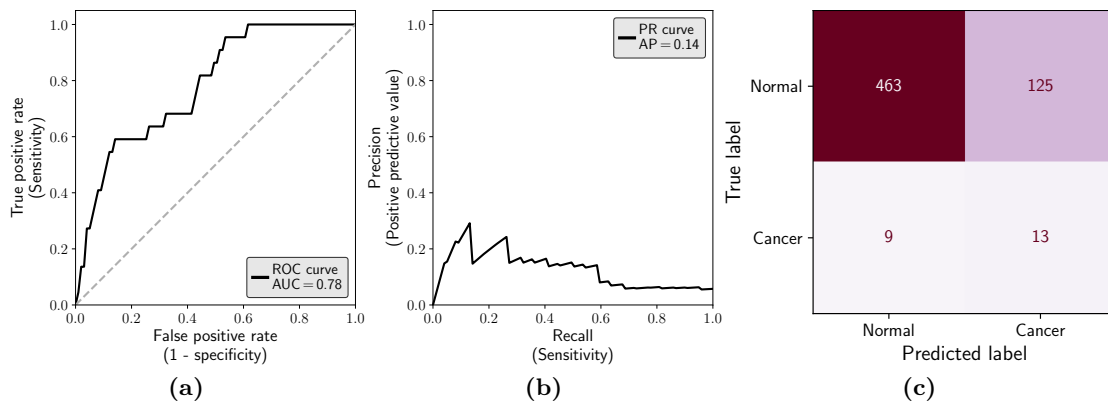 1.0
0.8
0.6
0.4
0.2
0.0
True positive rate
(Sensitivity)
ROC curve
AUC = 0.78
0.0 0.2 0.4 0.6 0.8 1.0
False positive rate
(1 - specificity)
(a)
1.0
0.8
0.6
0.4
0.2
0.0
Precision
(Positive predictive value)
PR curve
AP = 0.14
0.0 0.2 0.4 0.6 0.8 1.0
Recall
(Sensitivity)
(b)
True label
Normal 463 125
Cancer 9 13
Normal Cancer
Predicted label
(c)